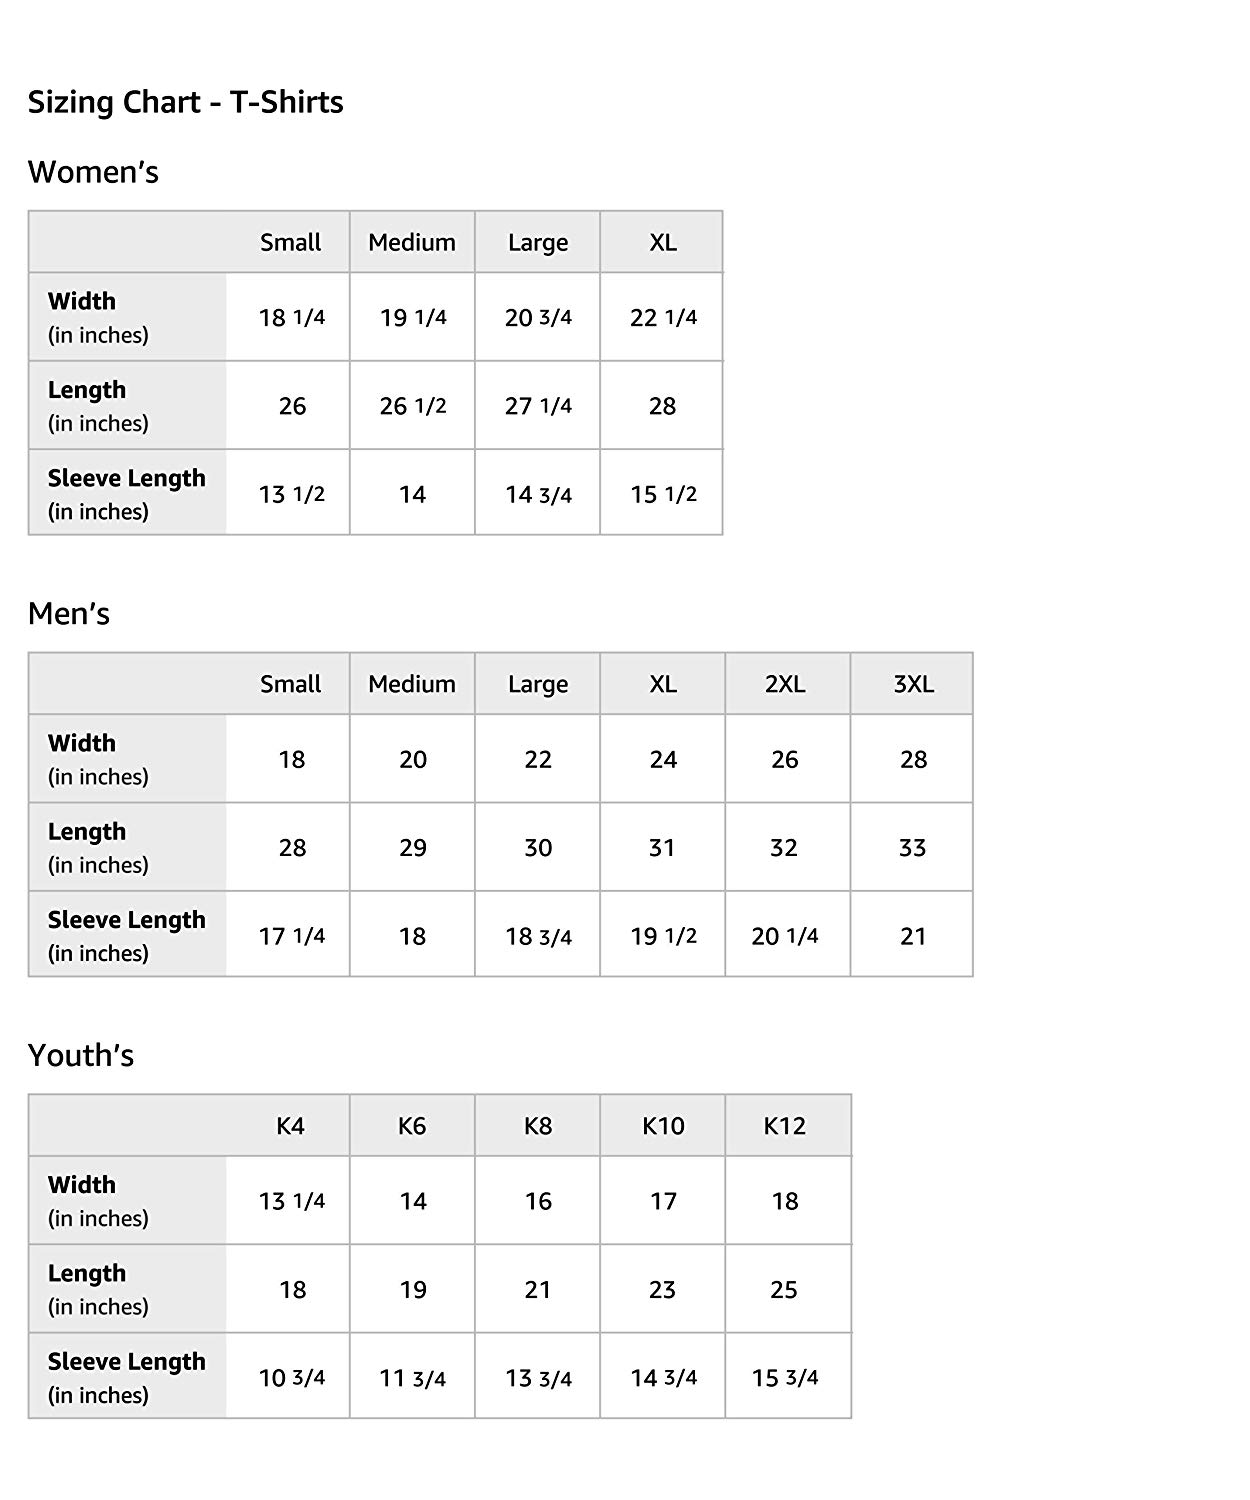 Sizing Chart - T-Shirts
Women’s
Small Medium Large XL
Width
(in inches)
18 1/4 19 1/4 20 3/4 22 1/4
Length
(in inches)
26 26 1/2 27 1/4 28
Sleeve Length
(in inches)
13 1/2 14 14 3/4 15 1/2
Men’s
Small Medium Large XL 2XL 3XL
Width
(in inches)
18 20 22 24 26 28
Length
(in inches)
28 29 30 31 32 33
Sleeve Length
(in inches)
17 1/4 18 18 3/4 19 1/2 20 1/4 21
Youth’s
K4 K6 K8 K10 K12
Width
(in inches)
13 1/4 14 16 17 18
Length
(in inches)
18 19 21 23 25
Sleeve Length
(in inches)
10 3/4 11 3/4 13 3/4 14 3/4 15 3/4